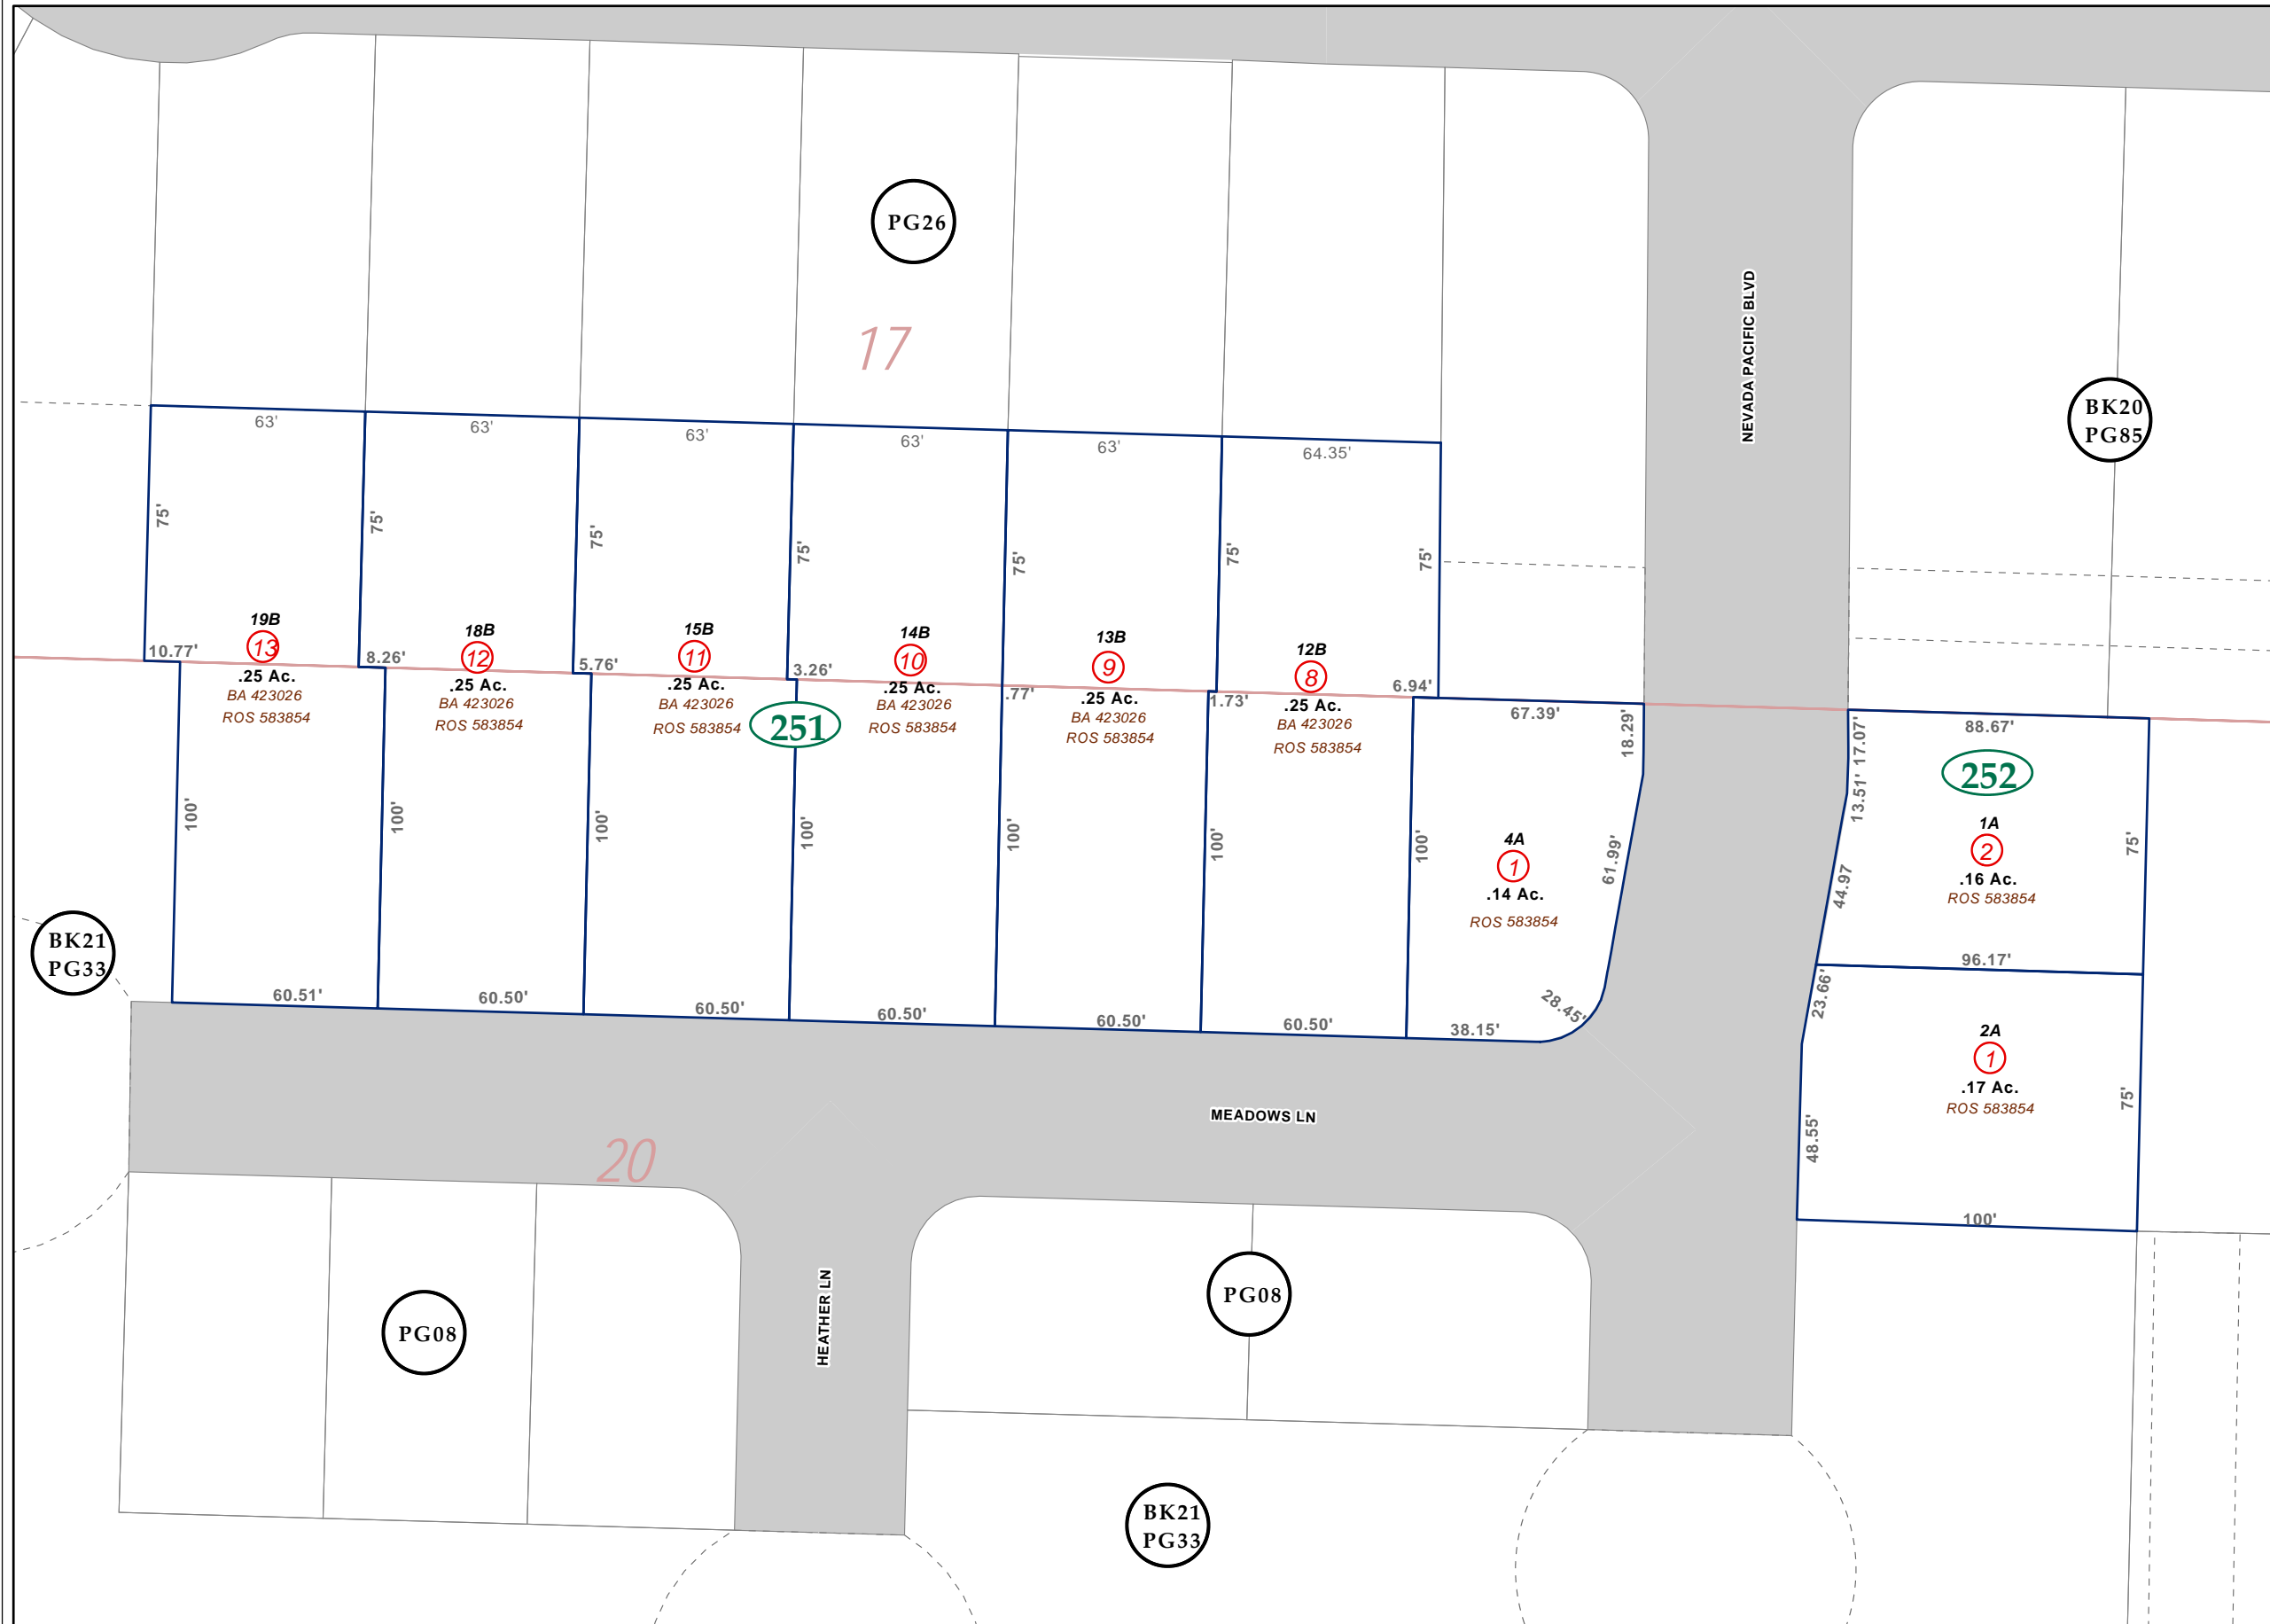 PG26
17
NEVADA PACIFIC BLVD
BK20
PG85
63'
63'
63'
63'
63'
64.35'
75'
75'
75'
75'
75'
75'
75'
19B
13
.25 Ac.
BA 423026
ROS 583854
18B
12
.25 Ac.
BA 423026
ROS 583854
15B
11
.25 Ac.
BA 423026
ROS 583854
14B
10
.25 Ac.
BA 423026
ROS 583854
13B
9
.25 Ac.
BA 423026
ROS 583854
12B
8
.25 Ac.
BA 423026
ROS 583854
10.77'
8.26'
5.76'
3.26'
.77'
1.73'
6.94'
251
67.39'
18.29'
17.07'
13.51'
88.67'
252
100'
100'
100'
100'
100'
100'
100'
4A
1
.14 Ac.
ROS 583854
61.99'
44.97
1A
2
.16 Ac.
ROS 583854
75'
BK21
PG33
60.51'
60.50'
60.50'
60.50'
60.50'
60.50'
38.15'
28.45'
23.66'
96.17'
2A
1
.17 Ac.
ROS 583854
75'
48.55'
100'
MEADOWS LN
20
HEATHER LN
PG08
PG08
BK21
PG33